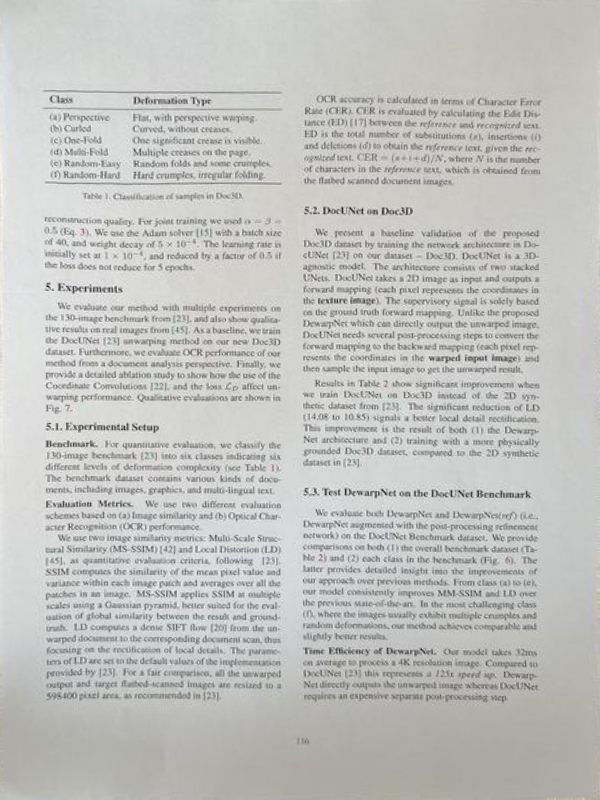 Class Deformation Type
(a) Perspective Flat, with perspective warping.
(b) Curled Curved, without creases.
(c) One-Fold One significant crease is visible.
(d) Multi-Fold Multiple creases on the page.
(e) Random-Easy Random folds and some crumples.
(f) Random-Hard Hard crumples, irregular folding.
Table 1. Classification of samples in Doc3D.
reconstruction quality. For joint training we used α = β =
0.5 (Eq. 3). We use the Adam solver [15] with a batch size
of 40, and weight decay of 5 × 10⁻⁴. The learning rate is
initially set at 1 × 10⁻⁴, and reduced by a factor of 0.5 if
the loss does not reduce for 5 epochs.
5. Experiments
We evaluate our method with multiple experiments on
the 130-image benchmark from [23], and also show qualita-
tive results on real images from [45]. As a baseline, we train
the DocUNet [23] unwarping method on our new Doc3D
dataset. Furthermore, we evaluate OCR performance of our
method from a document analysis perspective. Finally, we
provide a detailed ablation study to show how the use of the
Coordinate Convolutions [22], and the loss L_D affect un-
warping performance. Qualitative evaluations are shown in
Fig. 7.
5.1. Experimental Setup
Benchmark. For quantitative evaluation, we classify the
130-image benchmark [23] into six classes indicating six
different levels of deformation complexity (see Table 1).
The benchmark dataset contains various kinds of docu-
ments, including images, graphics, and multi-lingual text.
Evaluation Metrics. We use two different evaluation
schemes based on (a) Image similarity and (b) Optical Char-
acter Recognition (OCR) performance.
We use two image similarity metrics: Multi-Scale Struc-
tural Similarity (MS-SSIM) [42] and Local Distortion (LD)
[45], as quantitative evaluation criteria, following [23].
SSIM computes the similarity of the mean pixel value and
variance within each image patch and averages over all the
patches in an image. MS-SSIM applies SSIM at multiple
scales using a Gaussian pyramid, better suited for the eval-
uation of global similarity between the result and ground-
truth. LD computes a dense SIFT flow [20] from the un-
warped document to the corresponding document scan, thus
focusing on the rectification of local details. The parame-
ters of LD are set to the default values of the implementation
provided by [23]. For a fair comparison, all the unwarped
output and target flatbed-scanned images are resized to a
598400 pixel area, as recommended in [23].
OCR accuracy is calculated in terms of Character Error
Rate (CER). CER is evaluated by calculating the Edit Dis-
tance (ED) [17] between the reference and recognized text.
ED is the total number of substitutions (s), insertions (i)
and deletions (d) to obtain the reference text, given the rec-
ognized text. CER = (s+i+d)/N, where N is the number
of characters in the reference text, which is obtained from
the flatbed scanned document images.
5.2. DocUNet on Doc3D
We present a baseline validation of the proposed
Doc3D dataset by training the network architecture in Do-
cUNet [23] on our dataset – Doc3D. DocUNet is a 3D-
agnostic model. The architecture consists of two stacked
UNets. DocUNet takes a 2D image as input and outputs a
forward mapping (each pixel represents the coordinates in
the texture image). The supervisory signal is solely based
on the ground truth forward mapping. Unlike the proposed
DewarpNet which can directly output the unwarped image,
DocUNet needs several post-processing steps to convert the
forward mapping to the backward mapping (each pixel rep-
resents the coordinates in the warped input image) and
then sample the input image to get the unwarped result.
Results in Table 2 show significant improvement when
we train DocUNet on Doc3D instead of the 2D syn-
thetic dataset from [23]. The significant reduction of LD
(14.08 to 10.85) signals a better local detail rectification.
This improvement is the result of both (1) the Dewarp-
Net architecture and (2) training with a more physically
grounded Doc3D dataset, compared to the 2D synthetic
dataset in [23].
5.3. Test DewarpNet on the DocUNet Benchmark
We evaluate both DewarpNet and DewarpNet(ref) (i.e.,
DewarpNet augmented with the post-processing refinement
network) on the DocUNet Benchmark dataset. We provide
comparisons on both (1) the overall benchmark dataset (Ta-
ble 2) and (2) each class in the benchmark (Fig. 6). The
latter provides detailed insight into the improvements of
our approach over previous methods. From class (a) to (e),
our model consistently improves MM-SSIM and LD over
the previous state-of-the-art. In the most challenging class
(f), where the images usually exhibit multiple crumples and
random deformations, our method achieves comparable and
slightly better results.
Time Efficiency of DewarpNet. Our model takes 32ms
on average to process a 4K resolution image. Compared to
DocUNet [23] this represents a 125x speed up. Dewarp-
Net directly outputs the unwarped image whereas DocUNet
requires an expensive separate post-processing step.
136